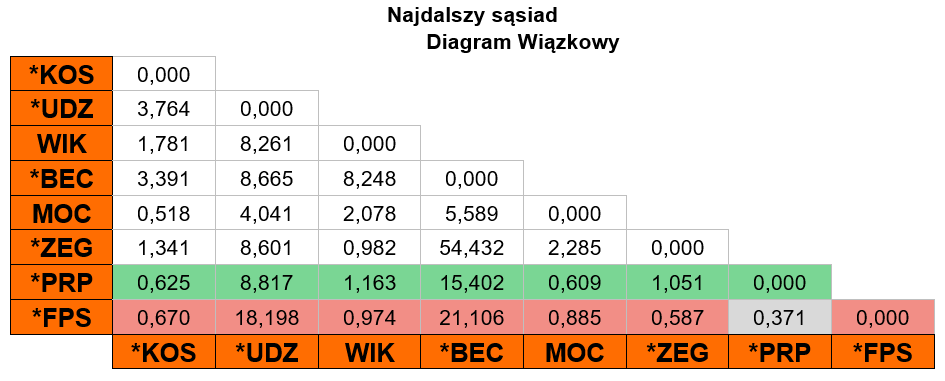 Najdalszy sąsiad
Diagram Wiązkowy
*KOS 0,000
*UDZ 3,764 0,000
WIK 1,781 8,261 0,000
*BEC 3,391 8,665 8,248 0,000
MOC 0,518 4,041 2,078 5,589 0,000
*ZEG 1,341 8,601 0,982 54,432 2,285 0,000
*PRP 0,625 8,817 1,163 15,402 0,609 1,051 0,000
*FPS 0,670 18,198 0,974 21,106 0,885 0,587 0,371 0,000
*KOS *UDZ WIK *BEC MOC *ZEG *PRP *FPS